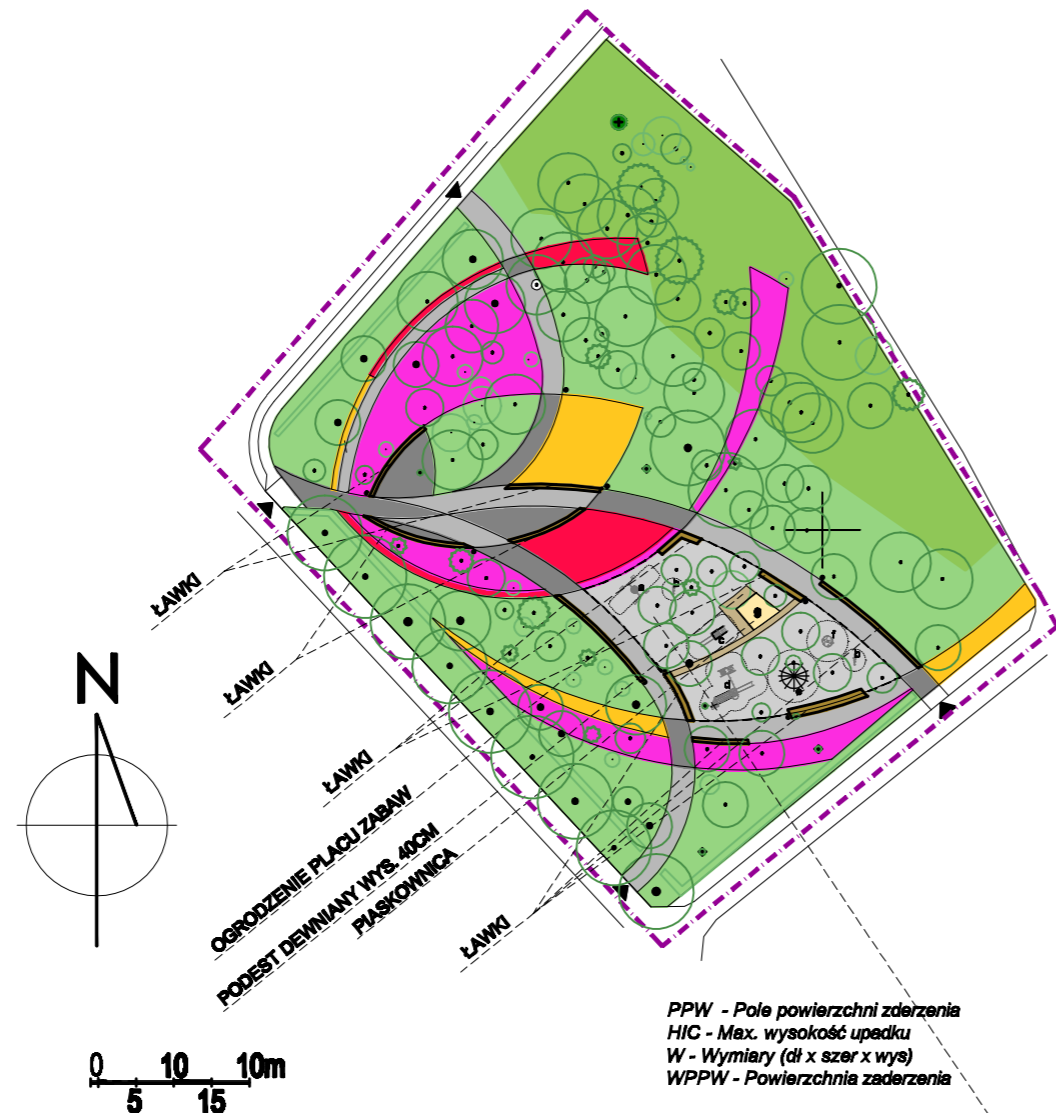 ŁAWKI
ŁAWKI
ŁAWKI
OGRODZENIE PLACU ZABAW
PODEST DEWNIANY WYS. 40CM
PIASKOWNICA
ŁAWKI
N
a
b
c
d
e
f
b
g
0 10 10m
5 15
PPW - Pole powierzchni zderzenia
HIC - Max. wysokość upadku
W - Wymiary (dł x szer x wys)
WPPW - Powierzchnia zaderzenia